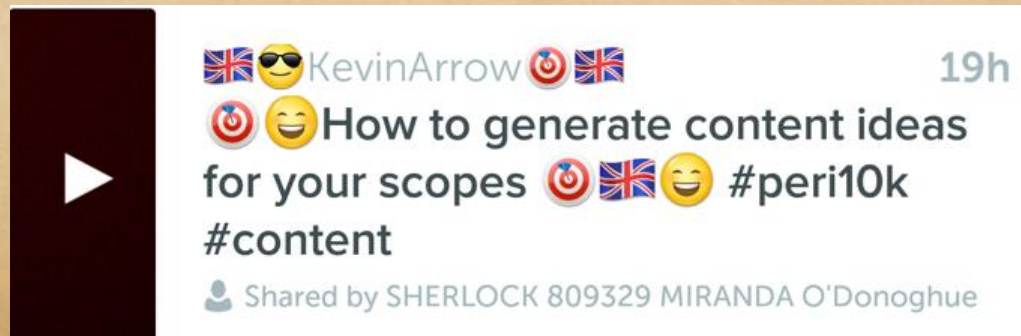 🇬🇧😎KevinArrow🎯🇬🇧 19h
🎯😄How to generate content ideas
for your scopes 🎯🇬🇧😄 #peri10k
#content
Shared by SHERLOCK 809329 MIRANDA O'Donoghue